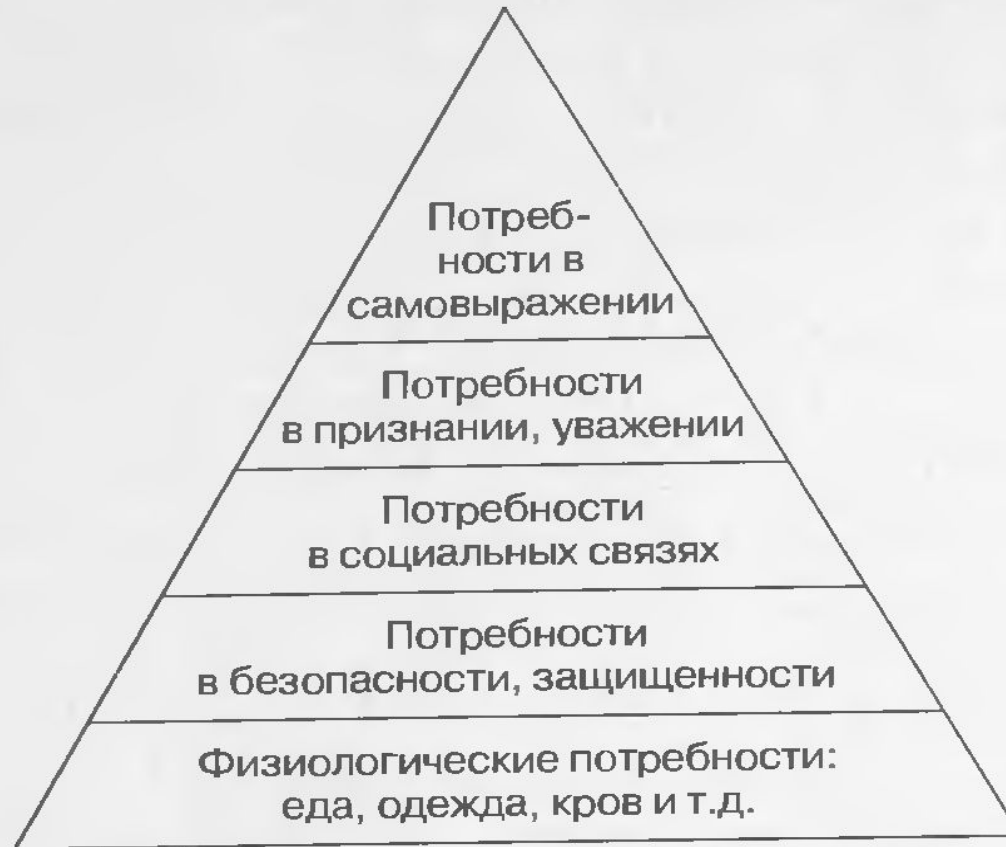 Потреб-
ности в
самовыражении
Потребности
в признании, уважении
Потребности
в социальных связях
Потребности
в безопасности, защищенности
Физиологические потребности:
еда, одежда, кров и т.д.